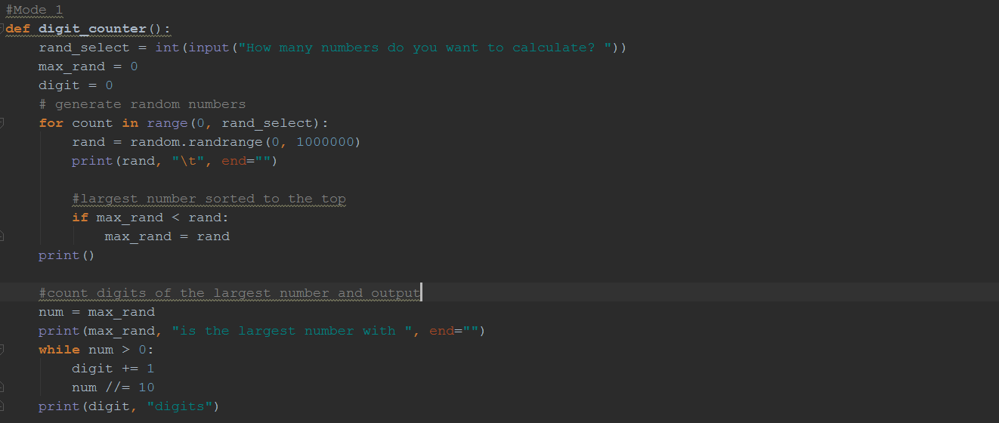 #Mode 1
def digit_counter():
    rand_select = int(input("How many numbers do you want to calculate? "))
    max_rand = 0
    digit = 0
    # generate random numbers
    for count in range(0, rand_select):
        rand = random.randrange(0, 1000000)
        print(rand, "\t", end="")
        #largest number sorted to the top
        if max_rand < rand:
            max_rand = rand
    print()
    #count digits of the largest number and output
    num = max_rand
    print(max_rand, "is the largest number with ", end="")
    while num > 0:
        digit += 1
        num //= 10
    print(digit, "digits")